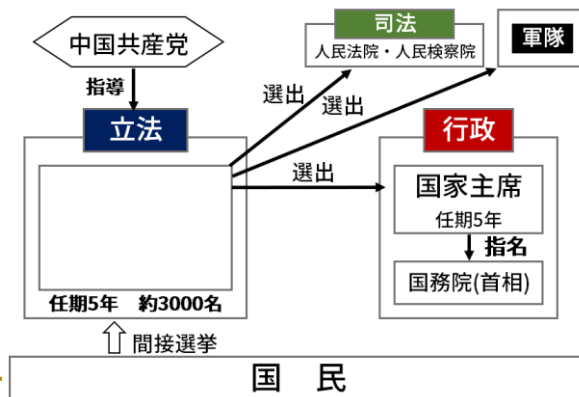 中国共産党
司法
人民法院・人民検察院
軍隊
指導
選出
選出
立法
行政
選出
国家主席
任期5年
指名
国務院(首相)
任期5年 約3000名
間接選挙
国 民